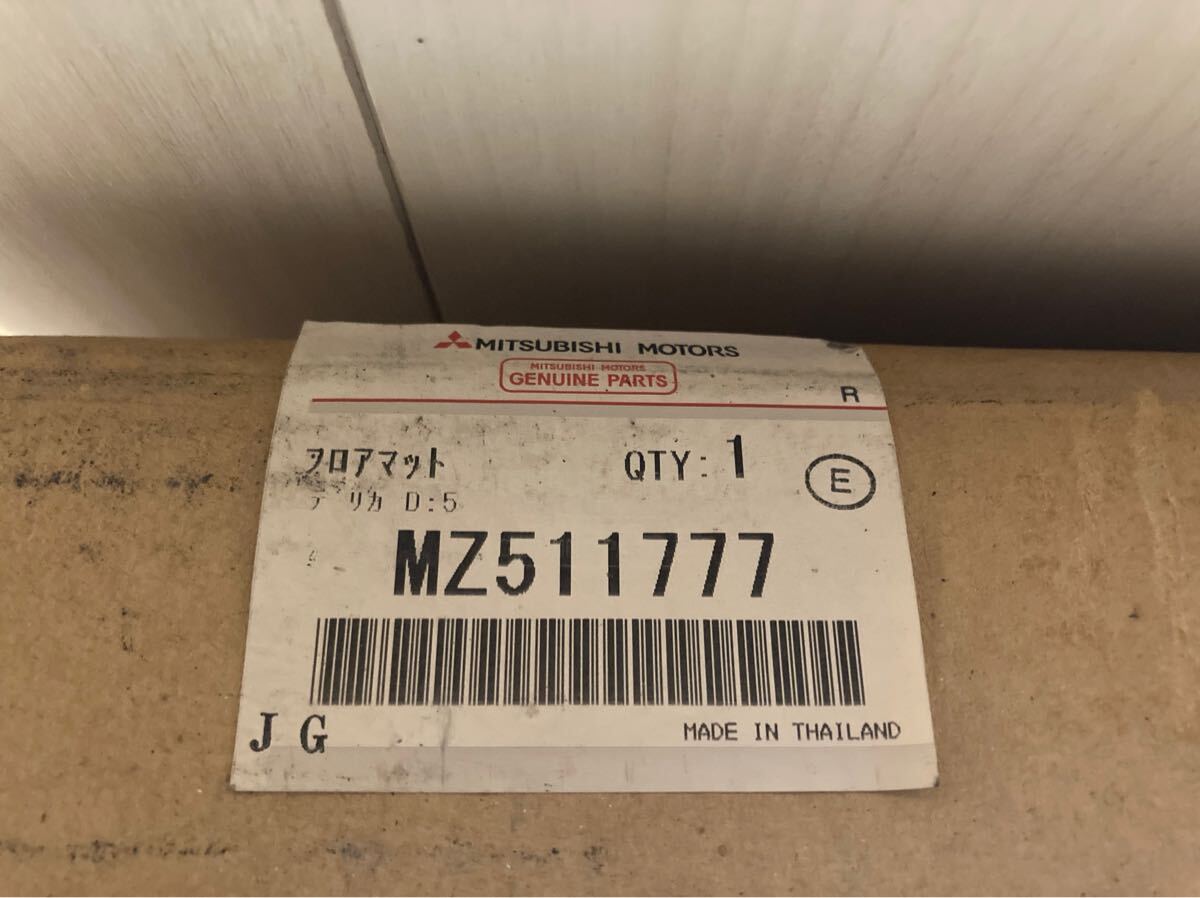 MITSUBISHI MOTORS
MITSUBISHI MOTORS
GENUINE PARTS
R
フロアマット
QTY: 1
E
デリカ D:5
MZ511777
J G
MADE IN THAILAND